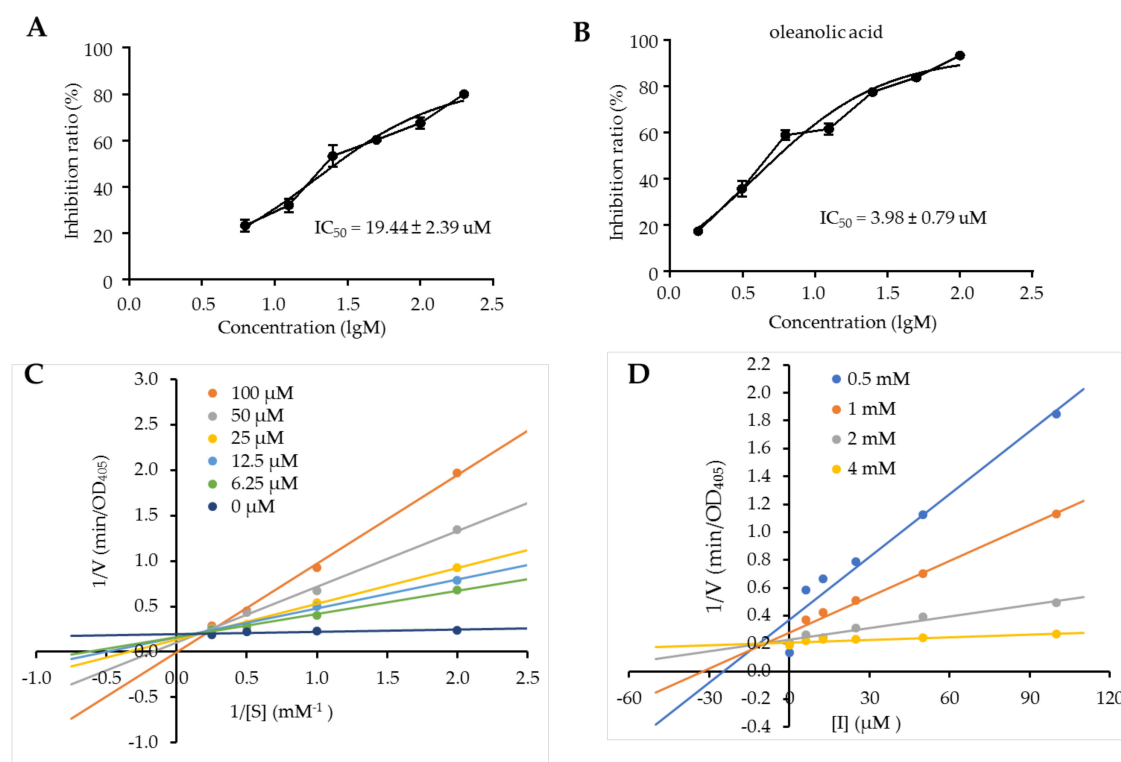 A
100
80
60
40
20
0
Inhibition ratio (%)
IC50 = 19.44 ± 2.39 uM
0.0 0.5 1.0 1.5 2.0 2.5
Concentration (lgM)
B
oleanolic acid
100
80
60
40
20
0
Inhibition ratio (%)
IC50 = 3.98 ± 0.79 uM
0.0 0.5 1.0 1.5 2.0 2.5
Concentration (lgM)
C
3.0
2.5
2.0
1.5
1.0
0.5
0.0
-0.5
-1.0
1/V (min/OD405)
100 μM
50 μM
25 μM
12.5 μM
6.25 μM
0 μM
-1.0 -0.5 0.0 0.5 1.0 1.5 2.0 2.5
1/[S] (mM-1 )
D
2.2
2.0
1.8
1.6
1.4
1.2
1.0
0.8
0.6
0.4
0.2
0.2
-0.2
-0.4
1/V (min/OD405)
0.5 mM
1 mM
2 mM
4 mM
-60 -30 0 30 60 90 120
[I] (μM )